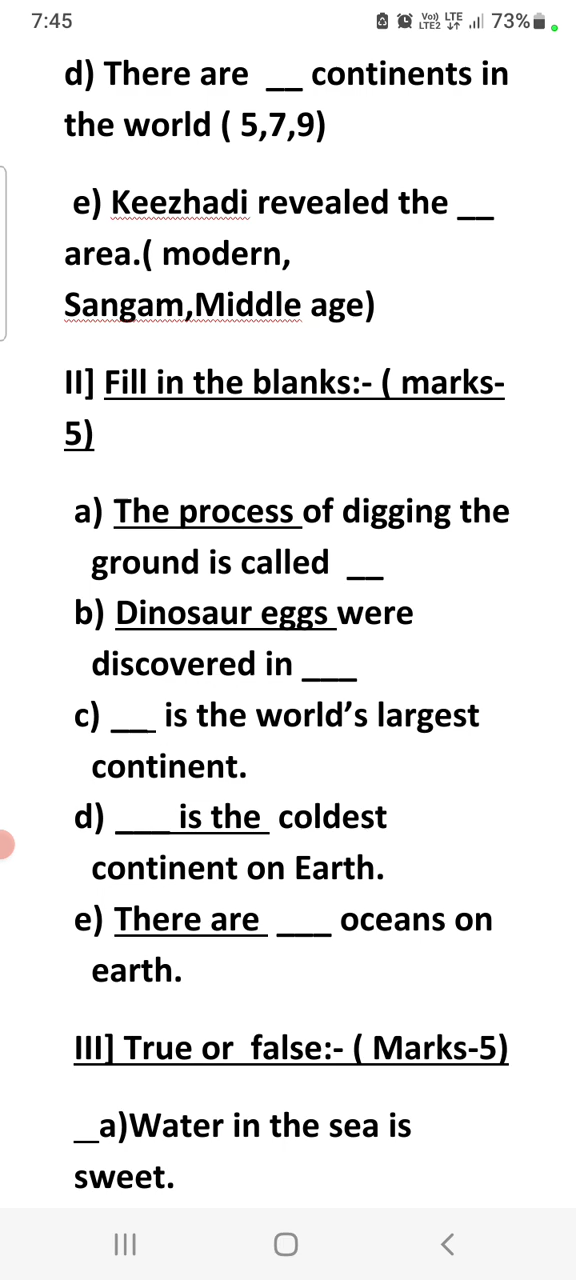 7:45 Vo)) LTE LTE2 73%
d) There are __ continents in
the world ( 5,7,9)
e) Keezhadi revealed the __
area.( modern,
Sangam,Middle age)
II] Fill in the blanks:- ( marks-
5)
a) The process of digging the
ground is called __
b) Dinosaur eggs were
discovered in ___
c) __ is the world’s largest
continent.
d) ___ is the coldest
continent on Earth.
e) There are ___ oceans on
earth.
III] True or false:- ( Marks-5)
_a)Water in the sea is
sweet.